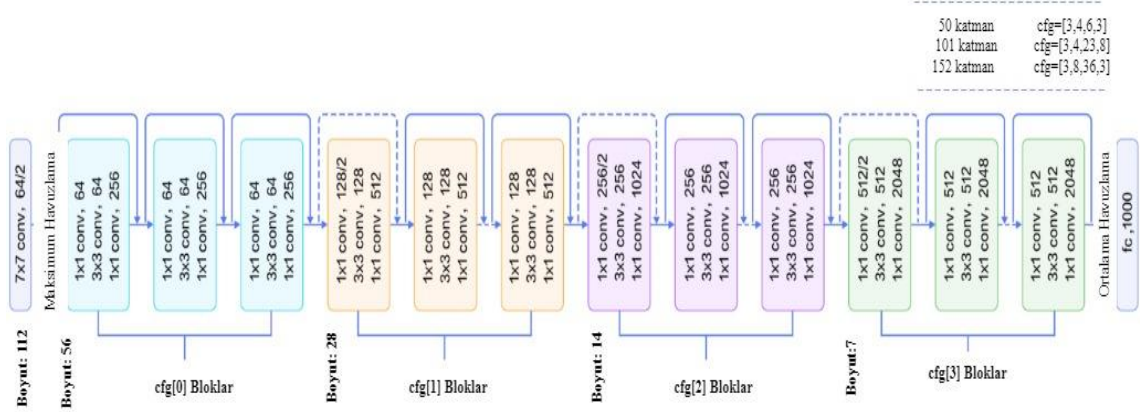 50 katman cfg=[3,4,6,3]
101 katman cfg=[3,4,23,8]
152 katman cfg=[3,8,36,3]
Boyut: 112
7x7 conv, 64/2
Maksimum Havuzlama
Boyut: 56
1x1 conv, 64
3x3 conv, 64
1x1 conv, 256
1x1 conv, 64
3x3 conv, 64
1x1 conv, 256
1x1 conv, 64
3x3 conv, 64
1x1 conv, 256
cfg[0] Bloklar
Boyut: 28
1x1 conv, 128/2
3x3 conv, 128
1x1 conv, 512
1x1 conv, 128
3x3 conv, 128
1x1 conv, 512
1x1 conv, 128
3x3 conv, 128
1x1 conv, 512
cfg[1] Bloklar
Boyut: 14
1x1 conv, 256/2
3x3 conv, 256
1x1 conv, 1024
1x1 conv, 256
3x3 conv, 256
1x1 conv, 1024
1x1 conv, 256
3x3 conv, 256
1x1 conv, 1024
cfg[2] Bloklar
Boyut:7
1x1 conv, 512/2
3x3 conv, 512
1x1 conv, 2048
1x1 conv, 512
3x3 conv, 512
1x1 conv, 2048
1x1 conv, 512
3x3 conv, 512
1x1 conv, 2048
cfg[3] Bloklar
Ortalama Havuzlama
fc ,1000